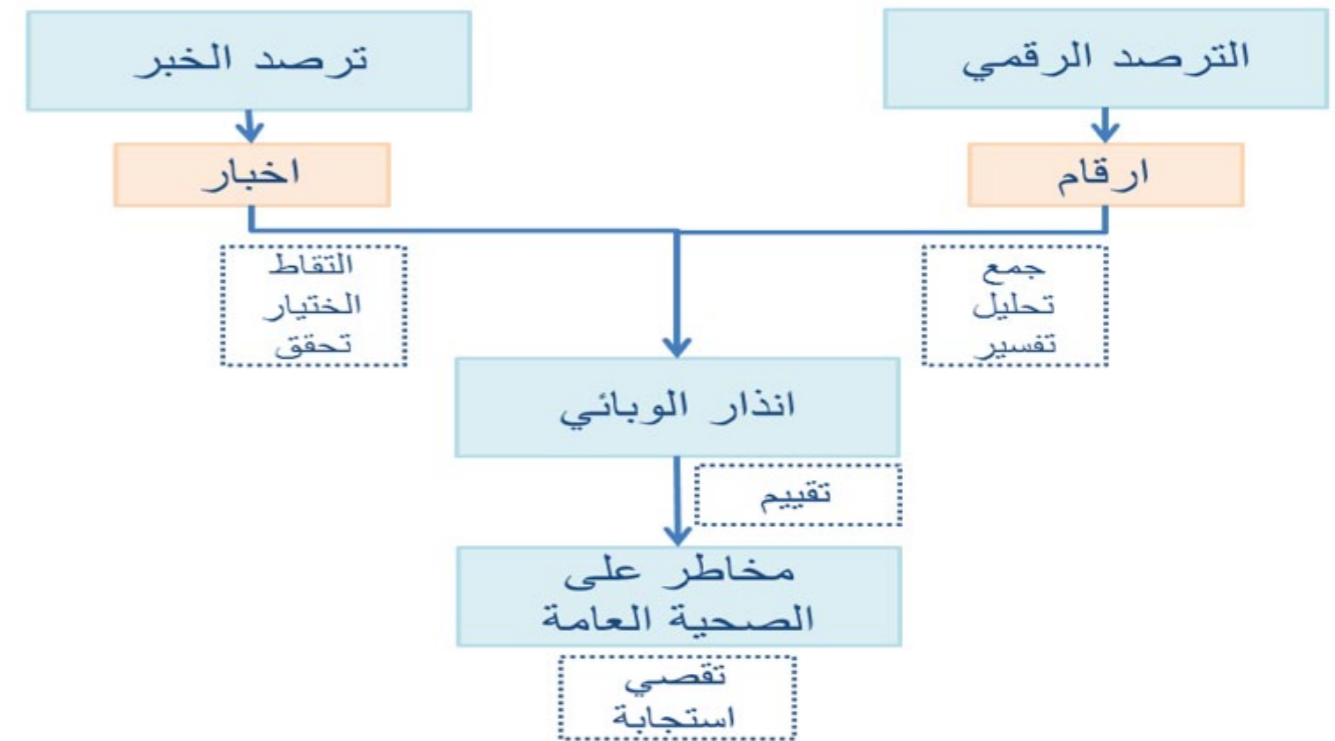 الترصد الرقمي
ترصد الخبر
ارقام
اخبار
جمع
تحليل
تفسير
التقاط
الختيار
تحقق
انذار الوبائي
تقييم
مخاطر على
الصحية العامة
تقصي
استجابة